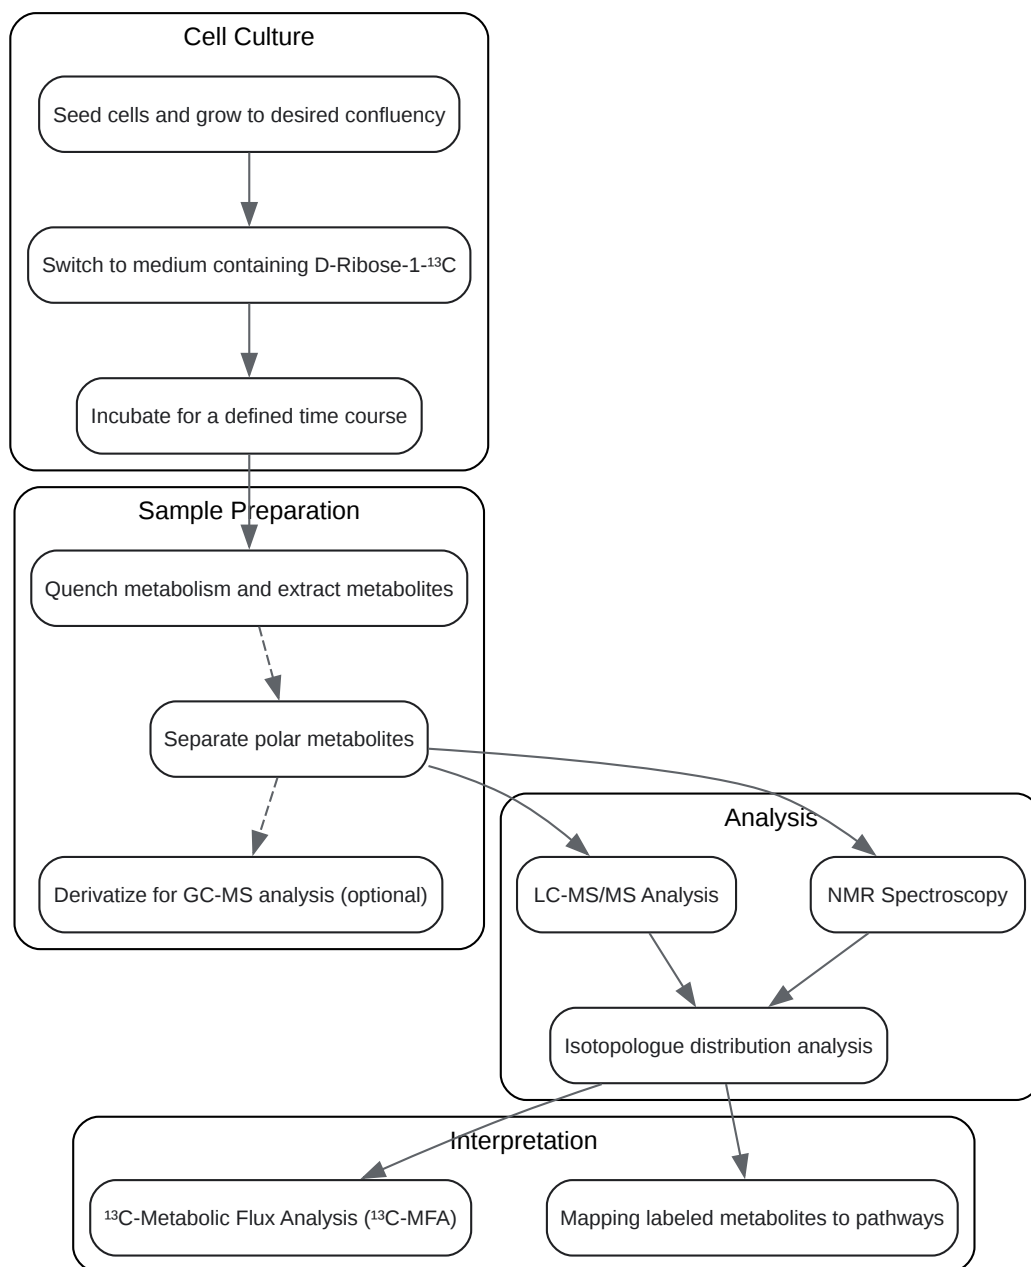 Cell Culture
Seed cells and grow to desired confluency
Switch to medium containing D-Ribose-1-¹³C
Incubate for a defined time course
Sample Preparation
Quench metabolism and extract metabolites
Separate polar metabolites
Derivatize for GC-MS analysis (optional)
Analysis
LC-MS/MS Analysis
NMR Spectroscopy
Isotopologue distribution analysis
Interpretation
¹³C-Metabolic Flux Analysis (¹³C-MFA)
Mapping labeled metabolites to pathways